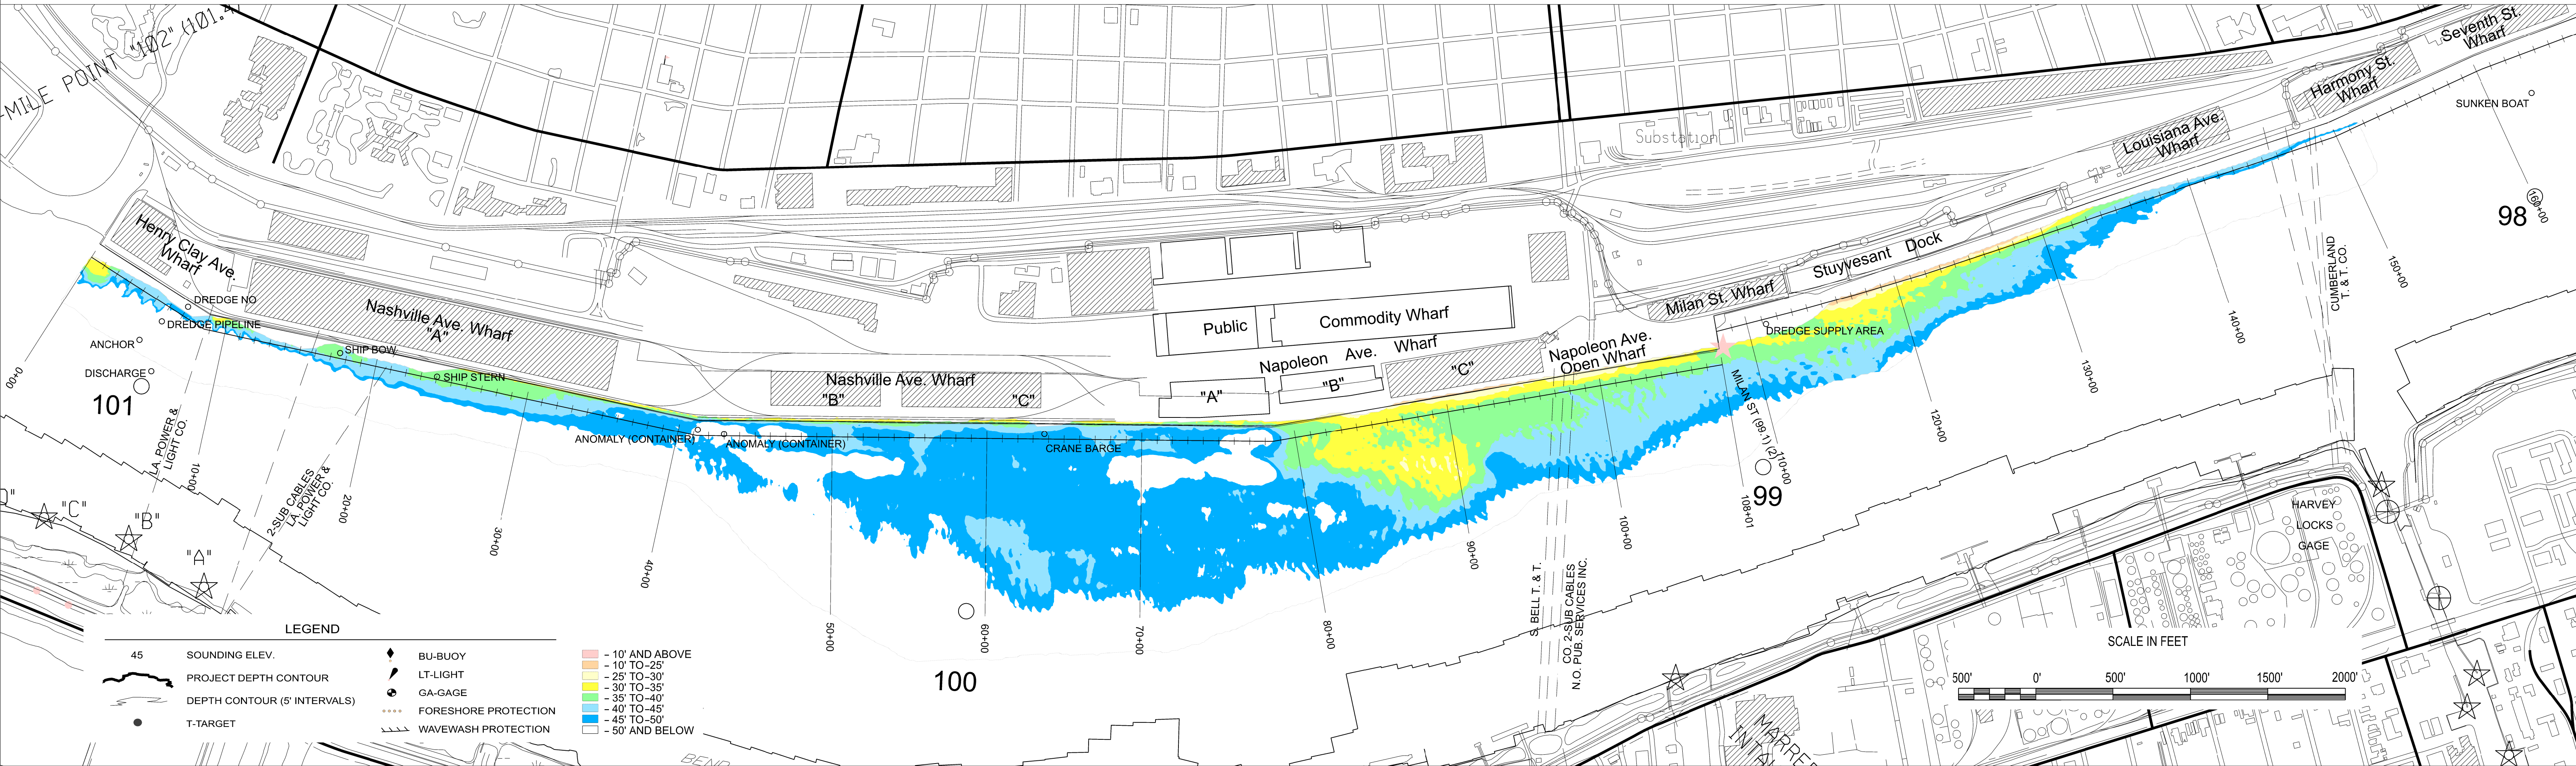 -MILE POINT "102" (101.4)
Seventh St.
Wharf
Harmony St.
Wharf
SUNKEN BOAT
Substation
Louisiana Ave.
Wharf
160+00
98
Henry Clay Ave.
Wharf
DREDGE NO
DREDGE PIPELINE
Nashville Ave. Wharf
"A"
ANCHOR
SHIP BOW
DISCHARGE
SHIP STERN
00+0
101
Nashville Ave. Wharf
"B"
"C"
ANOMALY (CONTAINER)
ANOMALY (CONTAINER)
CRANE BARGE
Public
Commodity Wharf
Napoleon Ave. Wharf
"A"
"B"
"C"
Napoleon Ave.
Open Wharf
Milan St. Wharf
Stuyvesant Dock
DREDGE SUPPLY AREA
MILAN ST (99.1) (2)
CUMBERLAND
T. & T. CO.
150+00
140+00
130+00
120+00
110+00
108+01
99
100+00
90+00
80+00
70+00
60+00
50+00
40+00
30+00
20+00
10+00
LA. POWER &
LIGHT CO.
2-SUB CABLES
LA. POWER &
LIGHT CO.
"C"
"B"
"A"
100
S. BELL T. & T.
CO. 2-SUB CABLES
N.O. PUB. SERVICES INC.
HARVEY
LOCKS
GAGE
LEGEND
45 SOUNDING ELEV.
PROJECT DEPTH CONTOUR
DEPTH CONTOUR (5' INTERVALS)
T-TARGET
BU-BUOY
LT-LIGHT
GA-GAGE
FORESHORE PROTECTION
WAVEWASH PROTECTION
– 10' AND ABOVE
– 10' TO–25'
– 25' TO–30'
– 30' TO–35'
– 35' TO–40'
– 40' TO–45'
– 45' TO–50'
– 50' AND BELOW
SCALE IN FEET
500' 0' 500' 1000' 1500' 2000'